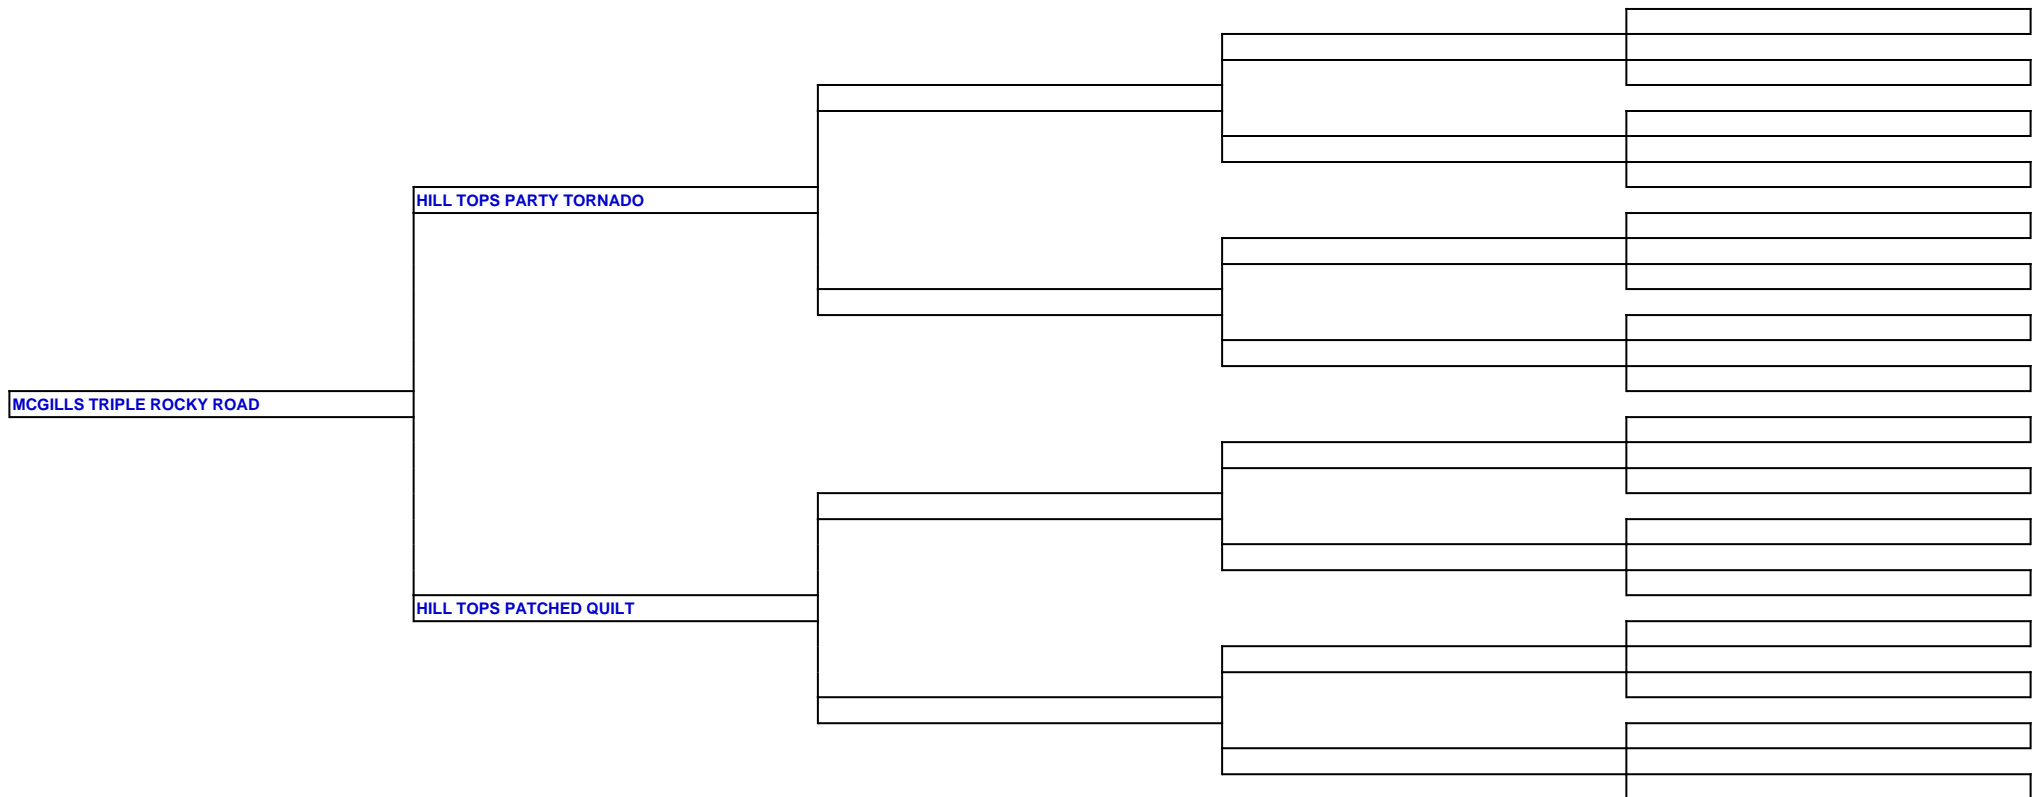 HILL TOPS PARTY TORNADO
MCGILLS TRIPLE ROCKY ROAD
HILL TOPS PATCHED QUILT